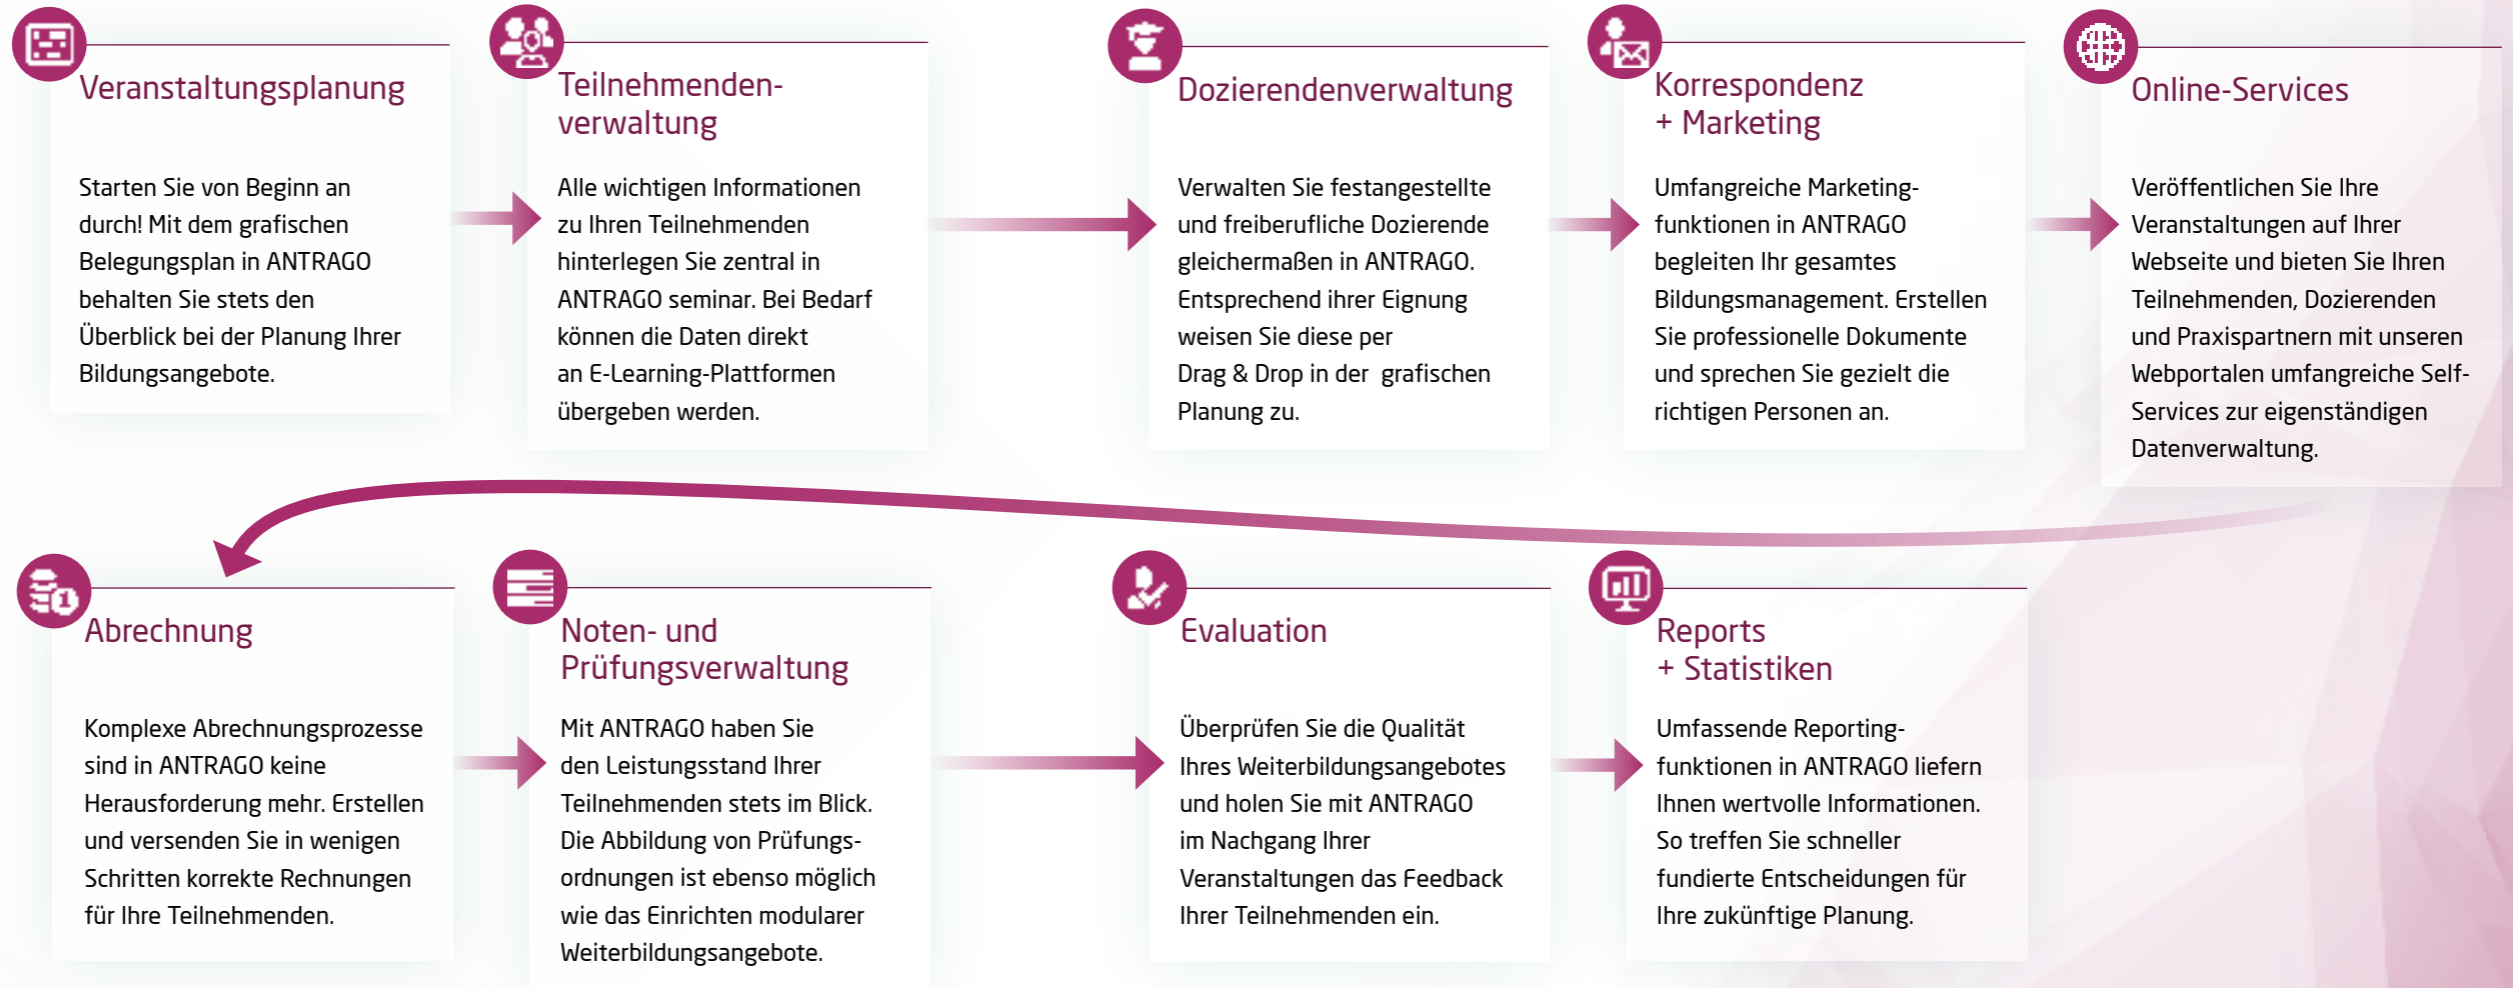 Veranstaltungsplanung
Starten Sie von Beginn an
durch! Mit dem grafischen
Belegungsplan in ANTRAGO
behalten Sie stets den
Überblick bei der Planung Ihrer
Bildungsangebote.
Teilnehmenden-
verwaltung
Alle wichtigen Informationen
zu Ihren Teilnehmenden
hinterlegen Sie zentral in
ANTRAGO seminar. Bei Bedarf
können die Daten direkt
an E-Learning-Plattformen
übergeben werden.
Dozierendenverwaltung
Verwalten Sie festangestellte
und freiberufliche Dozierende
gleichermaßen in ANTRAGO.
Entsprechend ihrer Eignung
weisen Sie diese per
Drag & Drop in der grafischen
Planung zu.
Korrespondenz
+ Marketing
Umfangreiche Marketing-
funktionen in ANTRAGO
begleiten Ihr gesamtes
Bildungsmanagement. Erstellen
Sie professionelle Dokumente
und sprechen Sie gezielt die
richtigen Personen an.
Online-Services
Veröffentlichen Sie Ihre
Veranstaltungen auf Ihrer
Webseite und bieten Sie Ihren
Teilnehmenden, Dozierenden
und Praxispartnern mit unseren
Webportalen umfangreiche Self-
Services zur eigenständigen
Datenverwaltung.
1
Abrechnung
Komplexe Abrechnungsprozesse
sind in ANTRAGO keine
Herausforderung mehr. Erstellen
und versenden Sie in wenigen
Schritten korrekte Rechnungen
für Ihre Teilnehmenden.
Noten- und
Prüfungsverwaltung
Mit ANTRAGO haben Sie
den Leistungsstand Ihrer
Teilnehmenden stets im Blick.
Die Abbildung von Prüfungs-
ordnungen ist ebenso möglich
wie das Einrichten modularer
Weiterbildungsangebote.
Evaluation
Überprüfen Sie die Qualität
Ihres Weiterbildungsangebotes
und holen Sie mit ANTRAGO
im Nachgang Ihrer
Veranstaltungen das Feedback
Ihrer Teilnehmenden ein.
Reports
+ Statistiken
Umfassende Reporting-
funktionen in ANTRAGO liefern
Ihnen wertvolle Informationen.
So treffen Sie schneller
fundierte Entscheidungen für
Ihre zukünftige Planung.